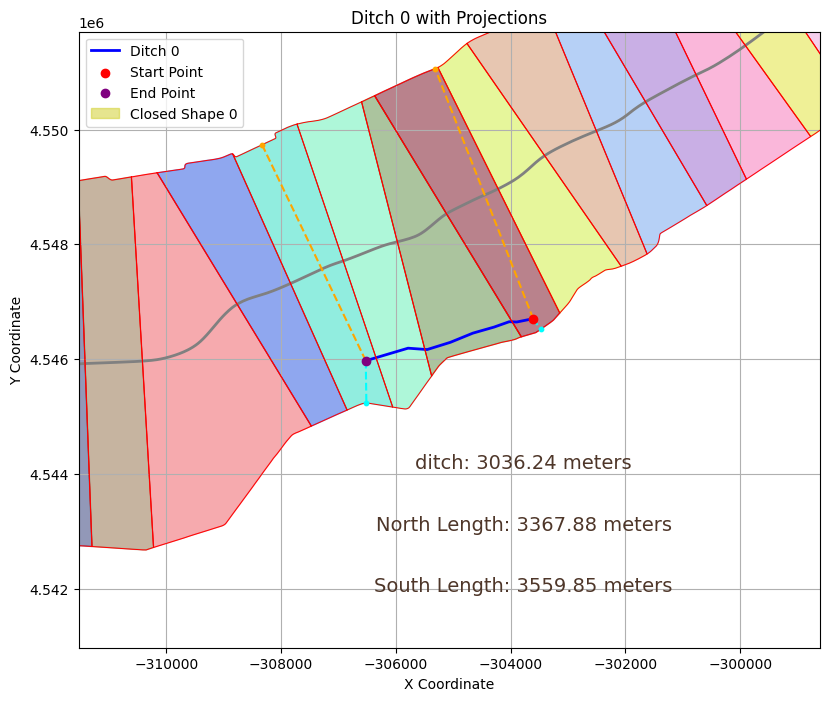 Ditch 0 with Projections
1e6
Ditch 0
Start Point
End Point
Closed Shape 0
4.550
4.548
4.546
4.544
4.542
Y Coordinate
ditch: 3036.24 meters
North Length: 3367.88 meters
South Length: 3559.85 meters
−310000
−308000
−306000
−304000
−302000
−300000
X Coordinate